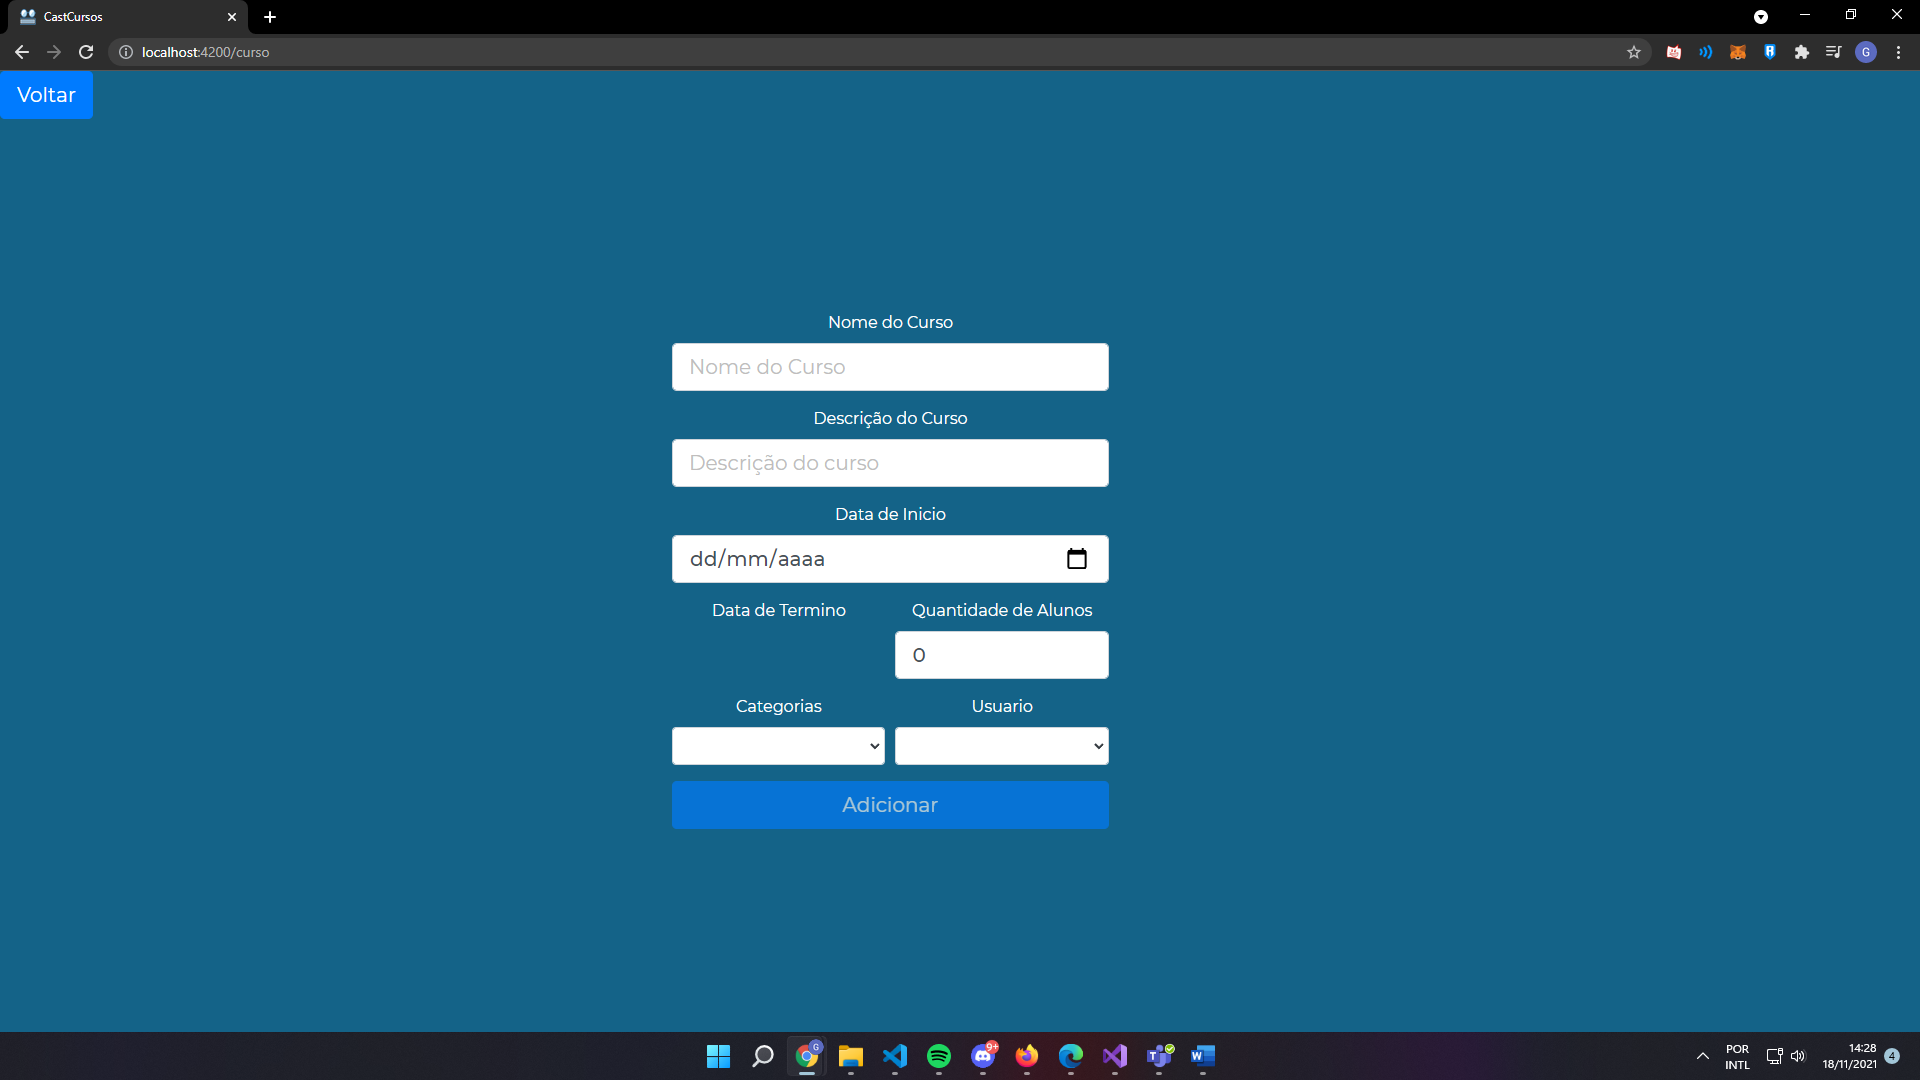 CastCursos
localhost:4200/curso
G
Voltar
Nome do Curso
Nome do Curso
Descrição do Curso
Descrição do curso
Data de Inicio
dd/mm/aaaa
Data de Termino Quantidade de Alunos
0
Categorias Usuario
Adicionar
G
9+
T
W
POR
INTL
14:28
18/11/2021
4